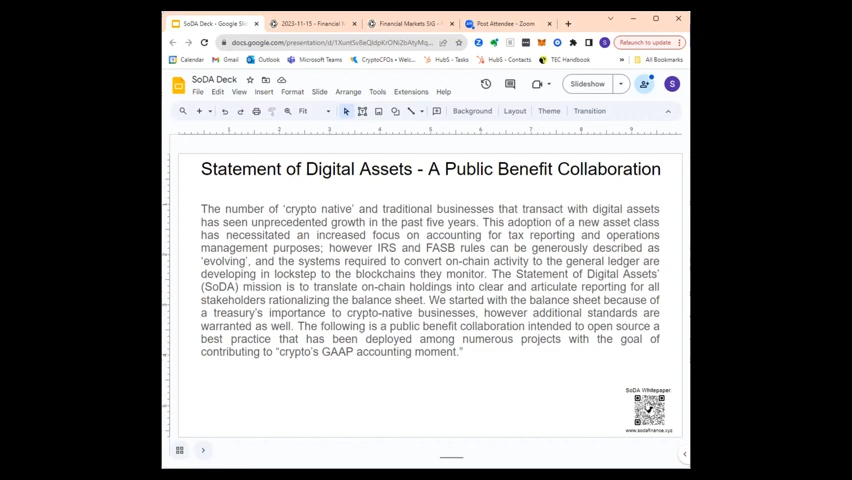 SoDA Deck - Google Slid
2023-11-15 - Financial M
Financial Markets SIG - H
Post Attendee - Zoom
docs.google.com/presentation/d/
Relaunch to update
Calendar
Gmail
Outlook
Microsoft Teams
CryptoCFOs - Welc...
HubS - Tasks
HubS - Contacts
TEC Handbook
All Bookmarks
SoDA Deck
File Edit View Insert Format Slide Arrange Tools Extensions Help
Slideshow
S
Fit
Background Layout Theme Transition
1 2 3 4 5 6 7 8 9
Statement of Digital Assets - A Public Benefit Collaboration
The number of ‘crypto native’ and traditional businesses that transact with digital assets
has seen unprecedented growth in the past five years. This adoption of a new asset class
has necessitated an increased focus on accounting for tax reporting and operations
management purposes; however IRS and FASB rules can be generously described as
‘evolving’, and the systems required to convert on-chain activity to the general ledger are
developing in lockstep to the blockchains they monitor. The Statement of Digital Assets’
(SoDA) mission is to translate on-chain holdings into clear and articulate reporting for all
stakeholders rationalizing the balance sheet. We started with the balance sheet because of
a treasury’s importance to crypto-native businesses, however additional standards are
warranted as well. The following is a public benefit collaboration intended to open source a
best practice that has been deployed among numerous projects with the goal of
contributing to “crypto’s GAAP accounting moment.”
SoDA Whitepaper
www.sodafinance.xyz